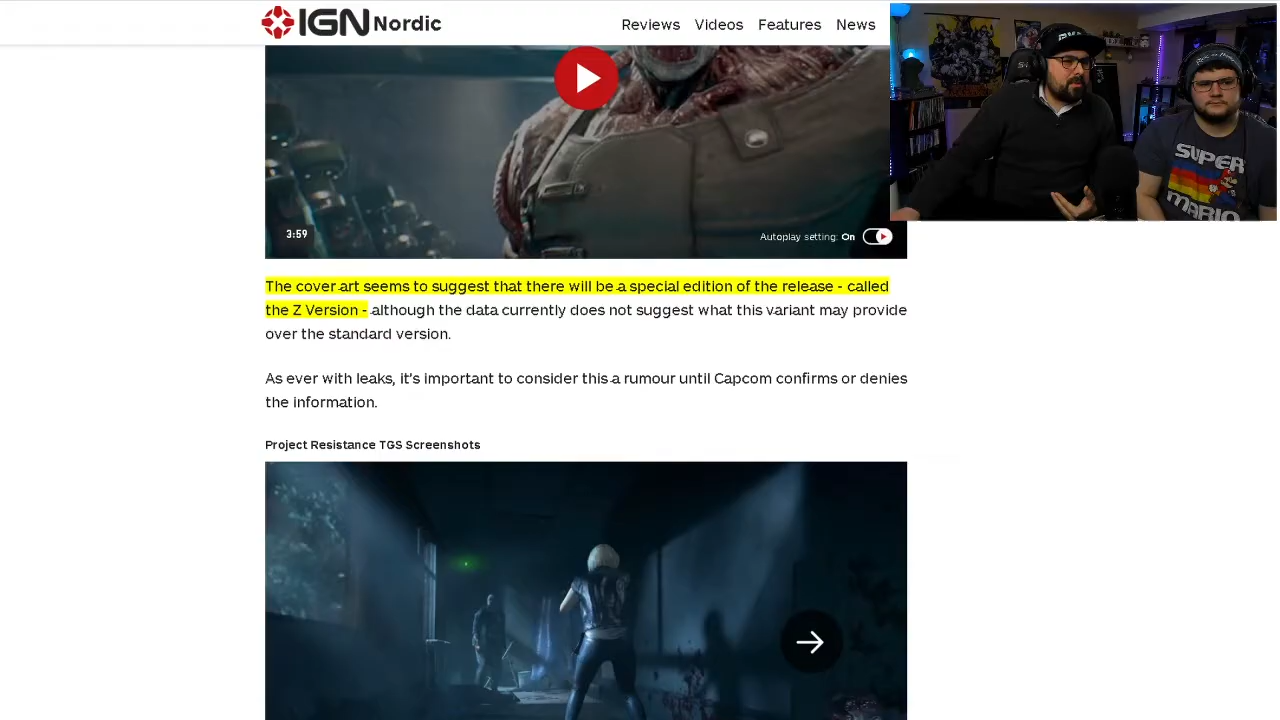 IGN Nordic
Reviews Videos Features News
3:59
Autoplay setting: On
SUPER
MARIO
The cover art seems to suggest that there will be a special edition of the release - called
the Z Version - although the data currently does not suggest what this variant may provide
over the standard version.
As ever with leaks, it's important to consider this a rumour until Capcom confirms or denies
the information.
Project Resistance TGS Screenshots